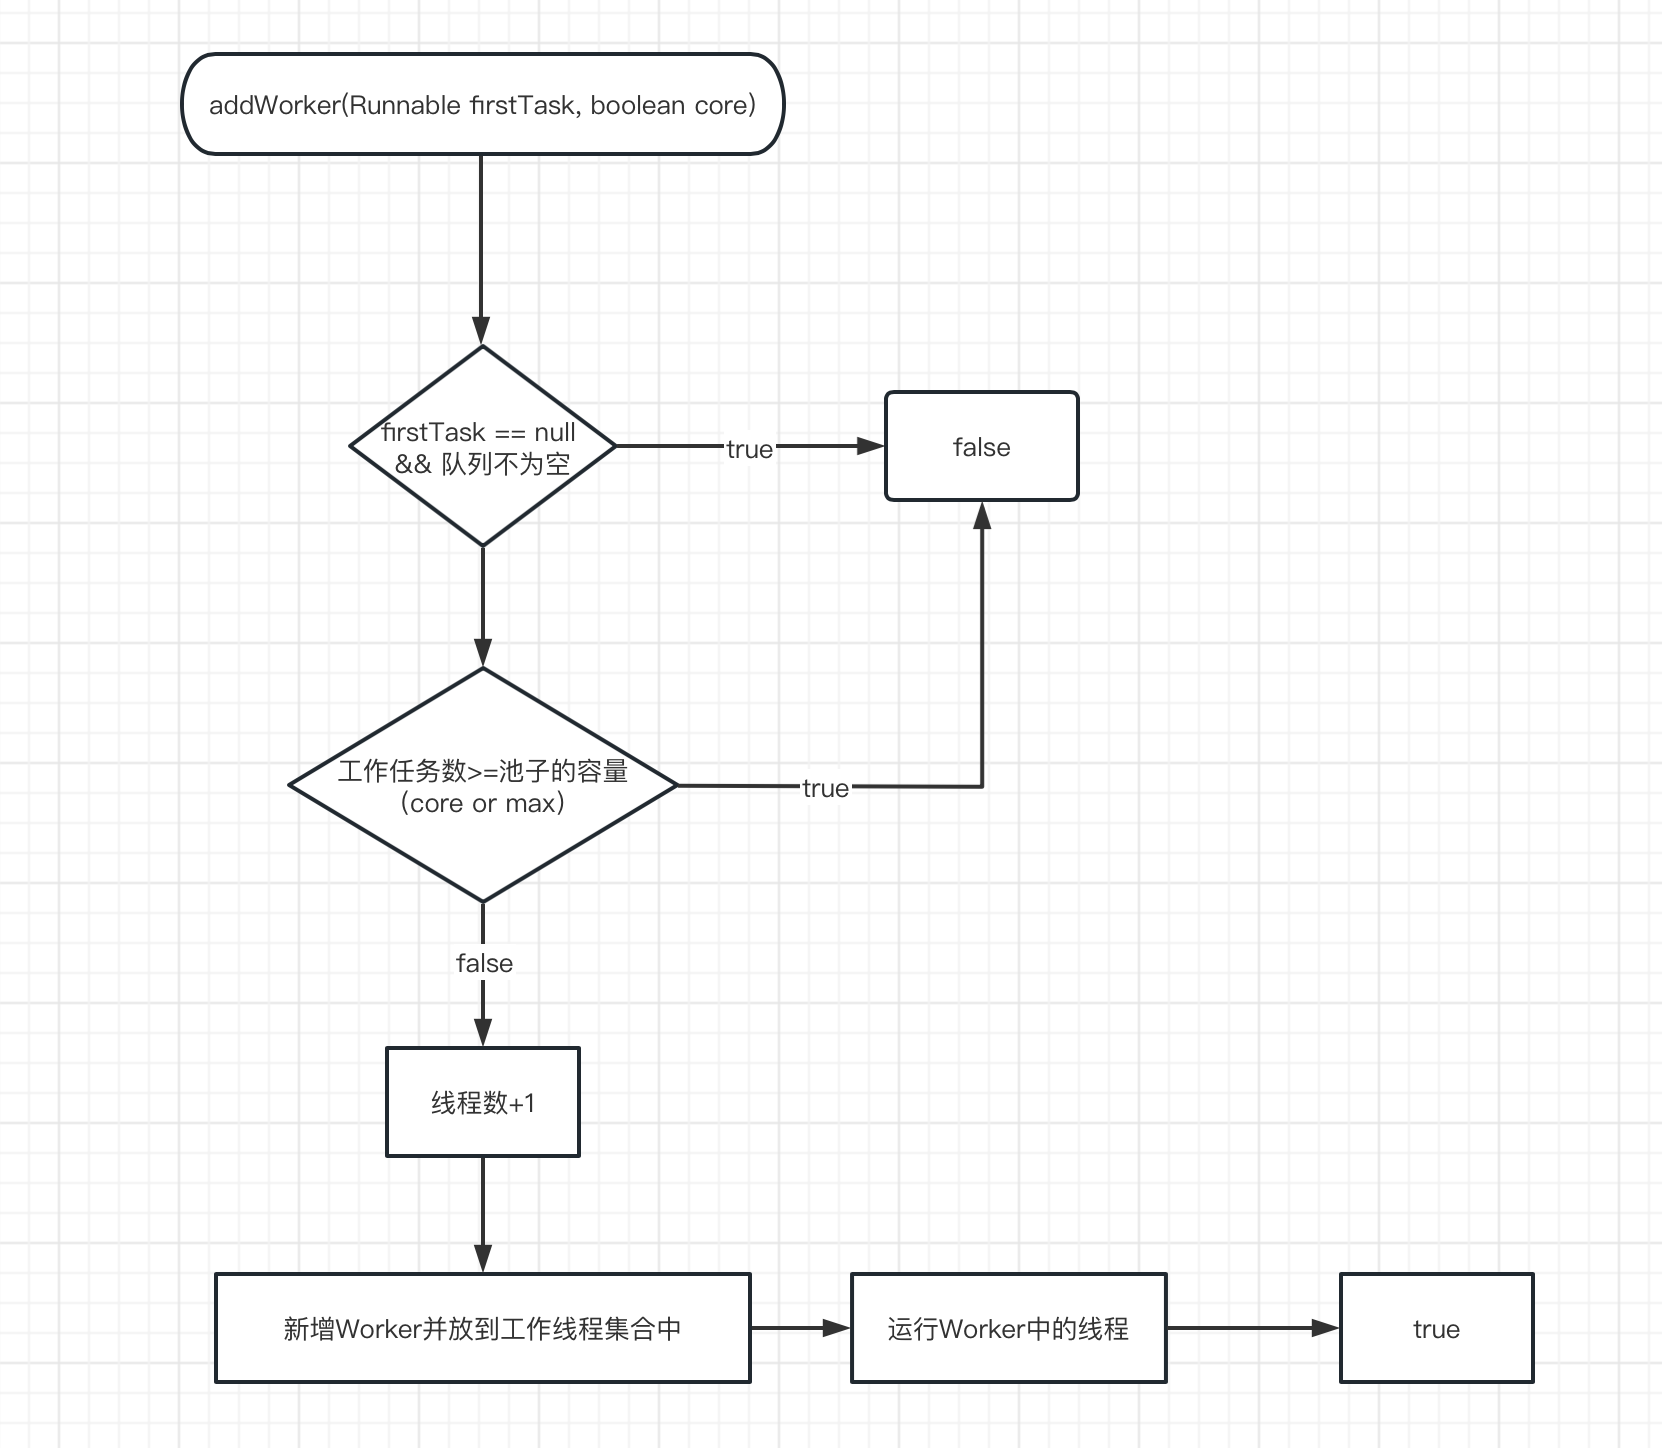 addWorker(Runnable firstTask, boolean core)
firstTask == null
&& 队列不为空
true
false
工作任务数>=池子的容量
(core or max)
true
false
线程数+1
新增Worker并放到工作线程集合中
运行Worker中的线程
true